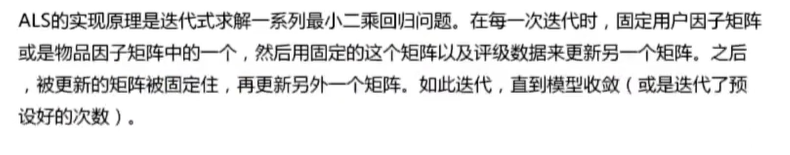 ALS的实现原理是迭代式求解一系列最小二乘回归问题。在每一次迭代时，固定用户因子矩阵
或是物品因子矩阵中的一个，然后用固定的这个矩阵以及评级数据来更新另一个矩阵。之后
，被更新的矩阵被固定住，再更新另外一个矩阵。如此迭代，直到模型收敛（或是迭代了预
设好的次数）。